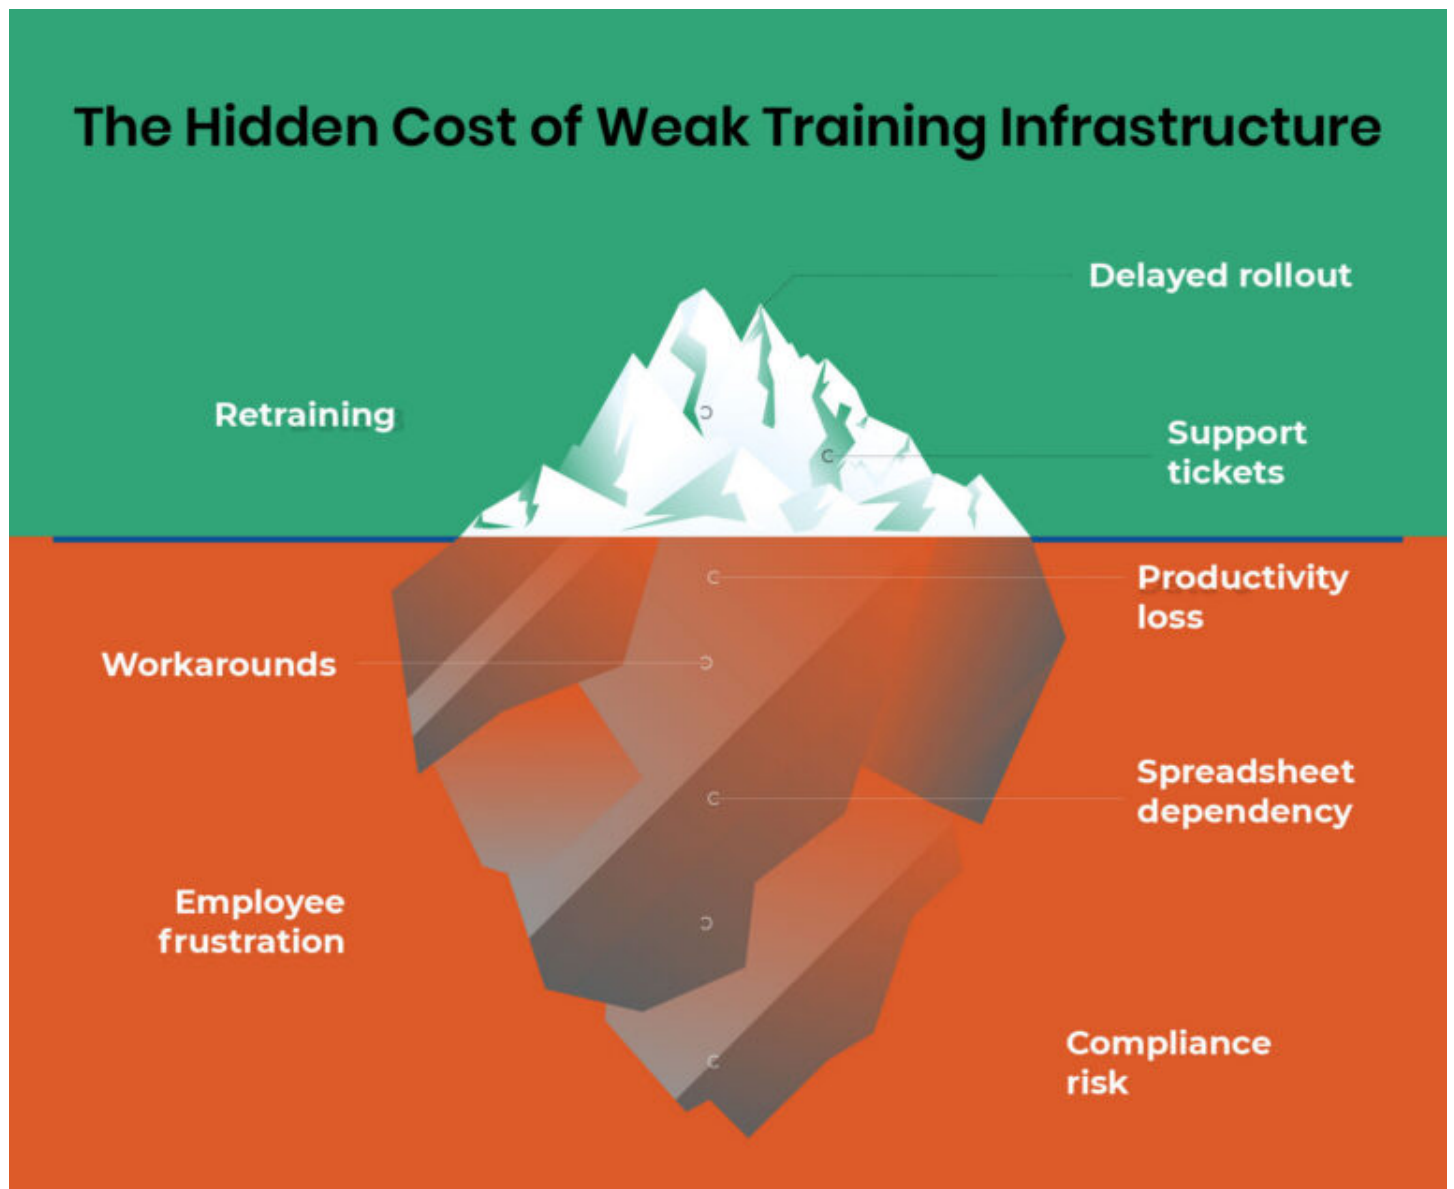 The Hidden Cost of Weak Training Infrastructure
Delayed rollout
Retraining
Support
tickets
Productivity
loss
Workarounds
Spreadsheet
dependency
Employee
frustration
Compliance
risk